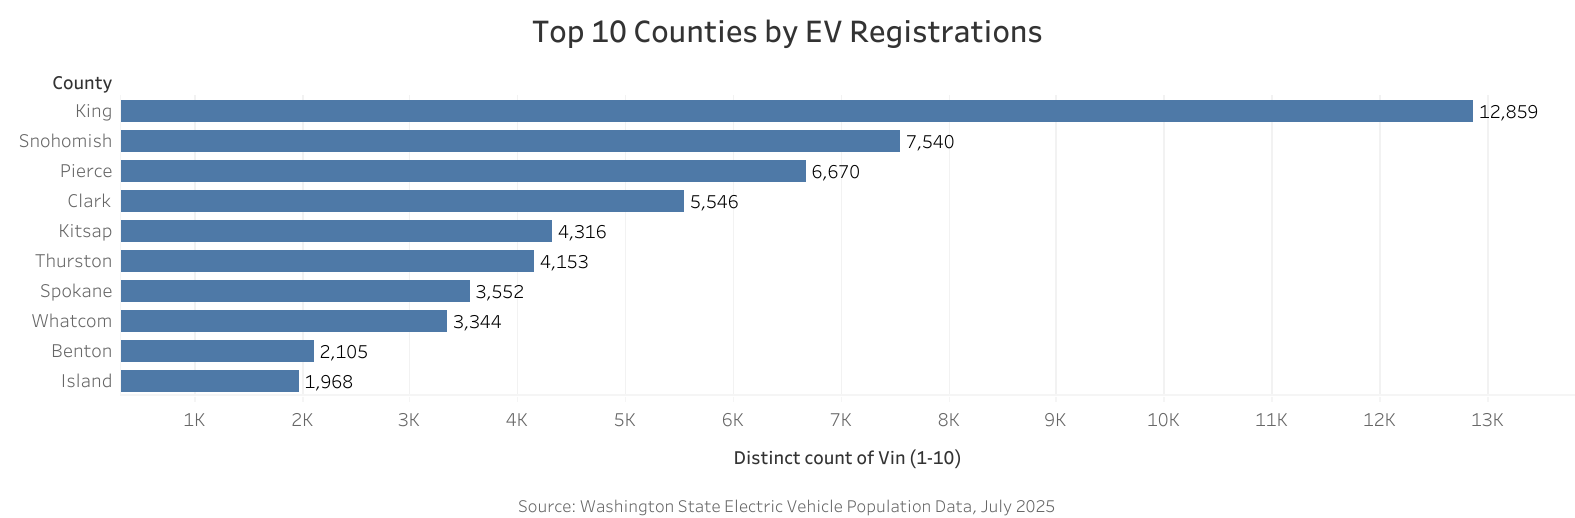 Top 10 Counties by EV Registrations
County
King 12,859
Snohomish 7,540
Pierce 6,670
Clark 5,546
Kitsap 4,316
Thurston 4,153
Spokane 3,552
Whatcom 3,344
Benton 2,105
Island 1,968
1K 2K 3K 4K 5K 6K 7K 8K 9K 10K 11K 12K 13K
Distinct count of Vin (1-10)
Source: Washington State Electric Vehicle Population Data, July 2025